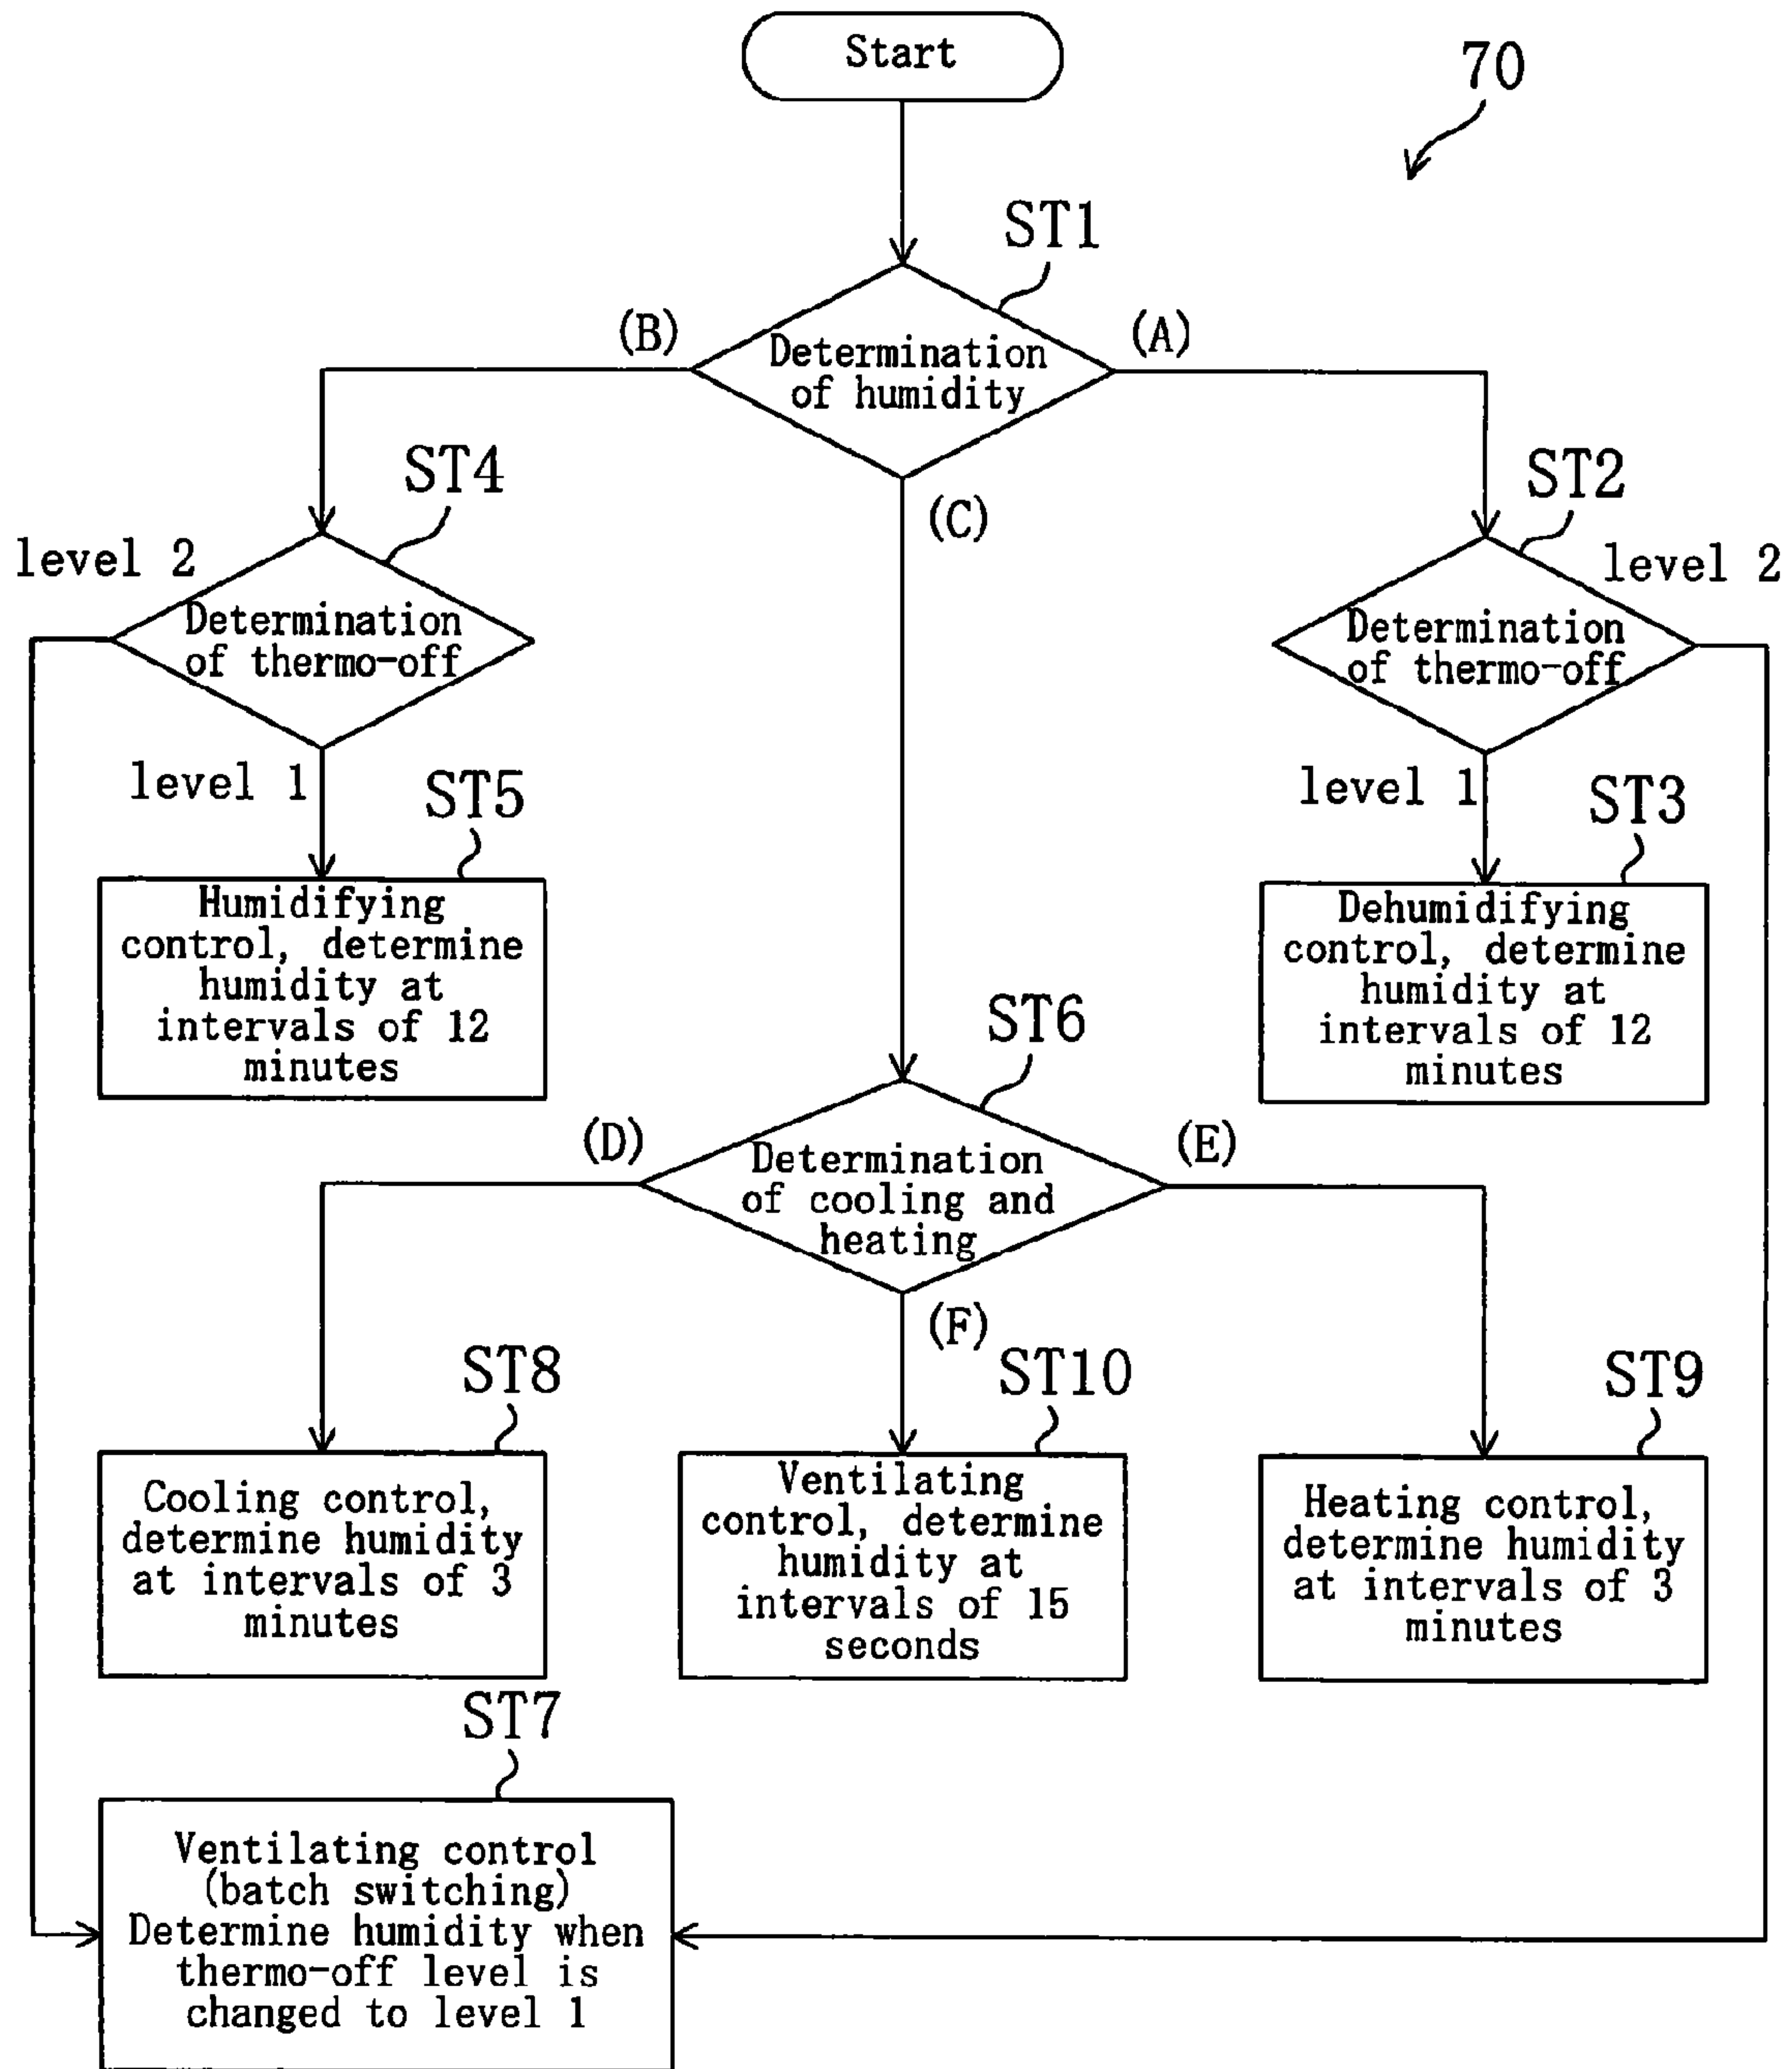 Start
70
ST1
(B)
(A)
Determination
of humidity
ST4
(C)
ST2
level 2
level 2
Determination
of thermo-off
Determination
of thermo-off
level 1
ST5
level 1
ST3
Humidifying
control, determine
humidity at
intervals of 12
minutes
Dehumidifying
control, determine
humidity at
intervals of 12
minutes
ST6
(D)
(E)
Determination
of cooling and
heating
(F)
ST8
ST10
ST9
Cooling control,
determine humidity
at intervals of 3
minutes
Ventilating
control, determine
humidity at
intervals of 15
seconds
Heating control,
determine humidity
at intervals of 3
minutes
ST7
Ventilating control
(batch switching)
Determine humidity when
thermo-off level is
changed to level 1